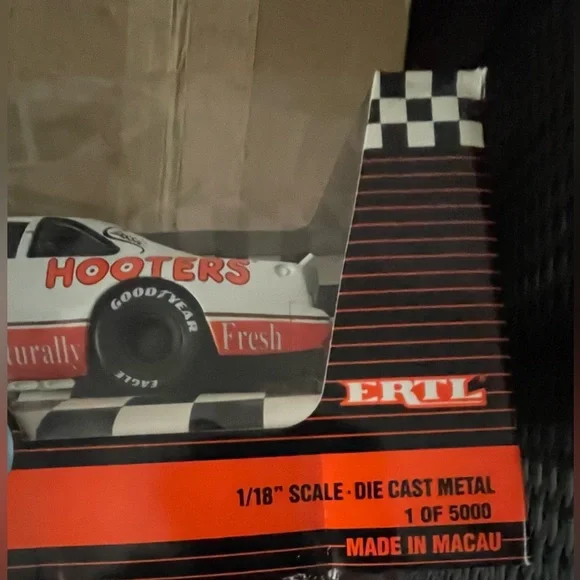 HOOTERS
GOODYEAR
urally
Fresh
EAGLE
ERTL
1/18" SCALE · DIE CAST METAL
1 OF 5000
MADE IN MACAU